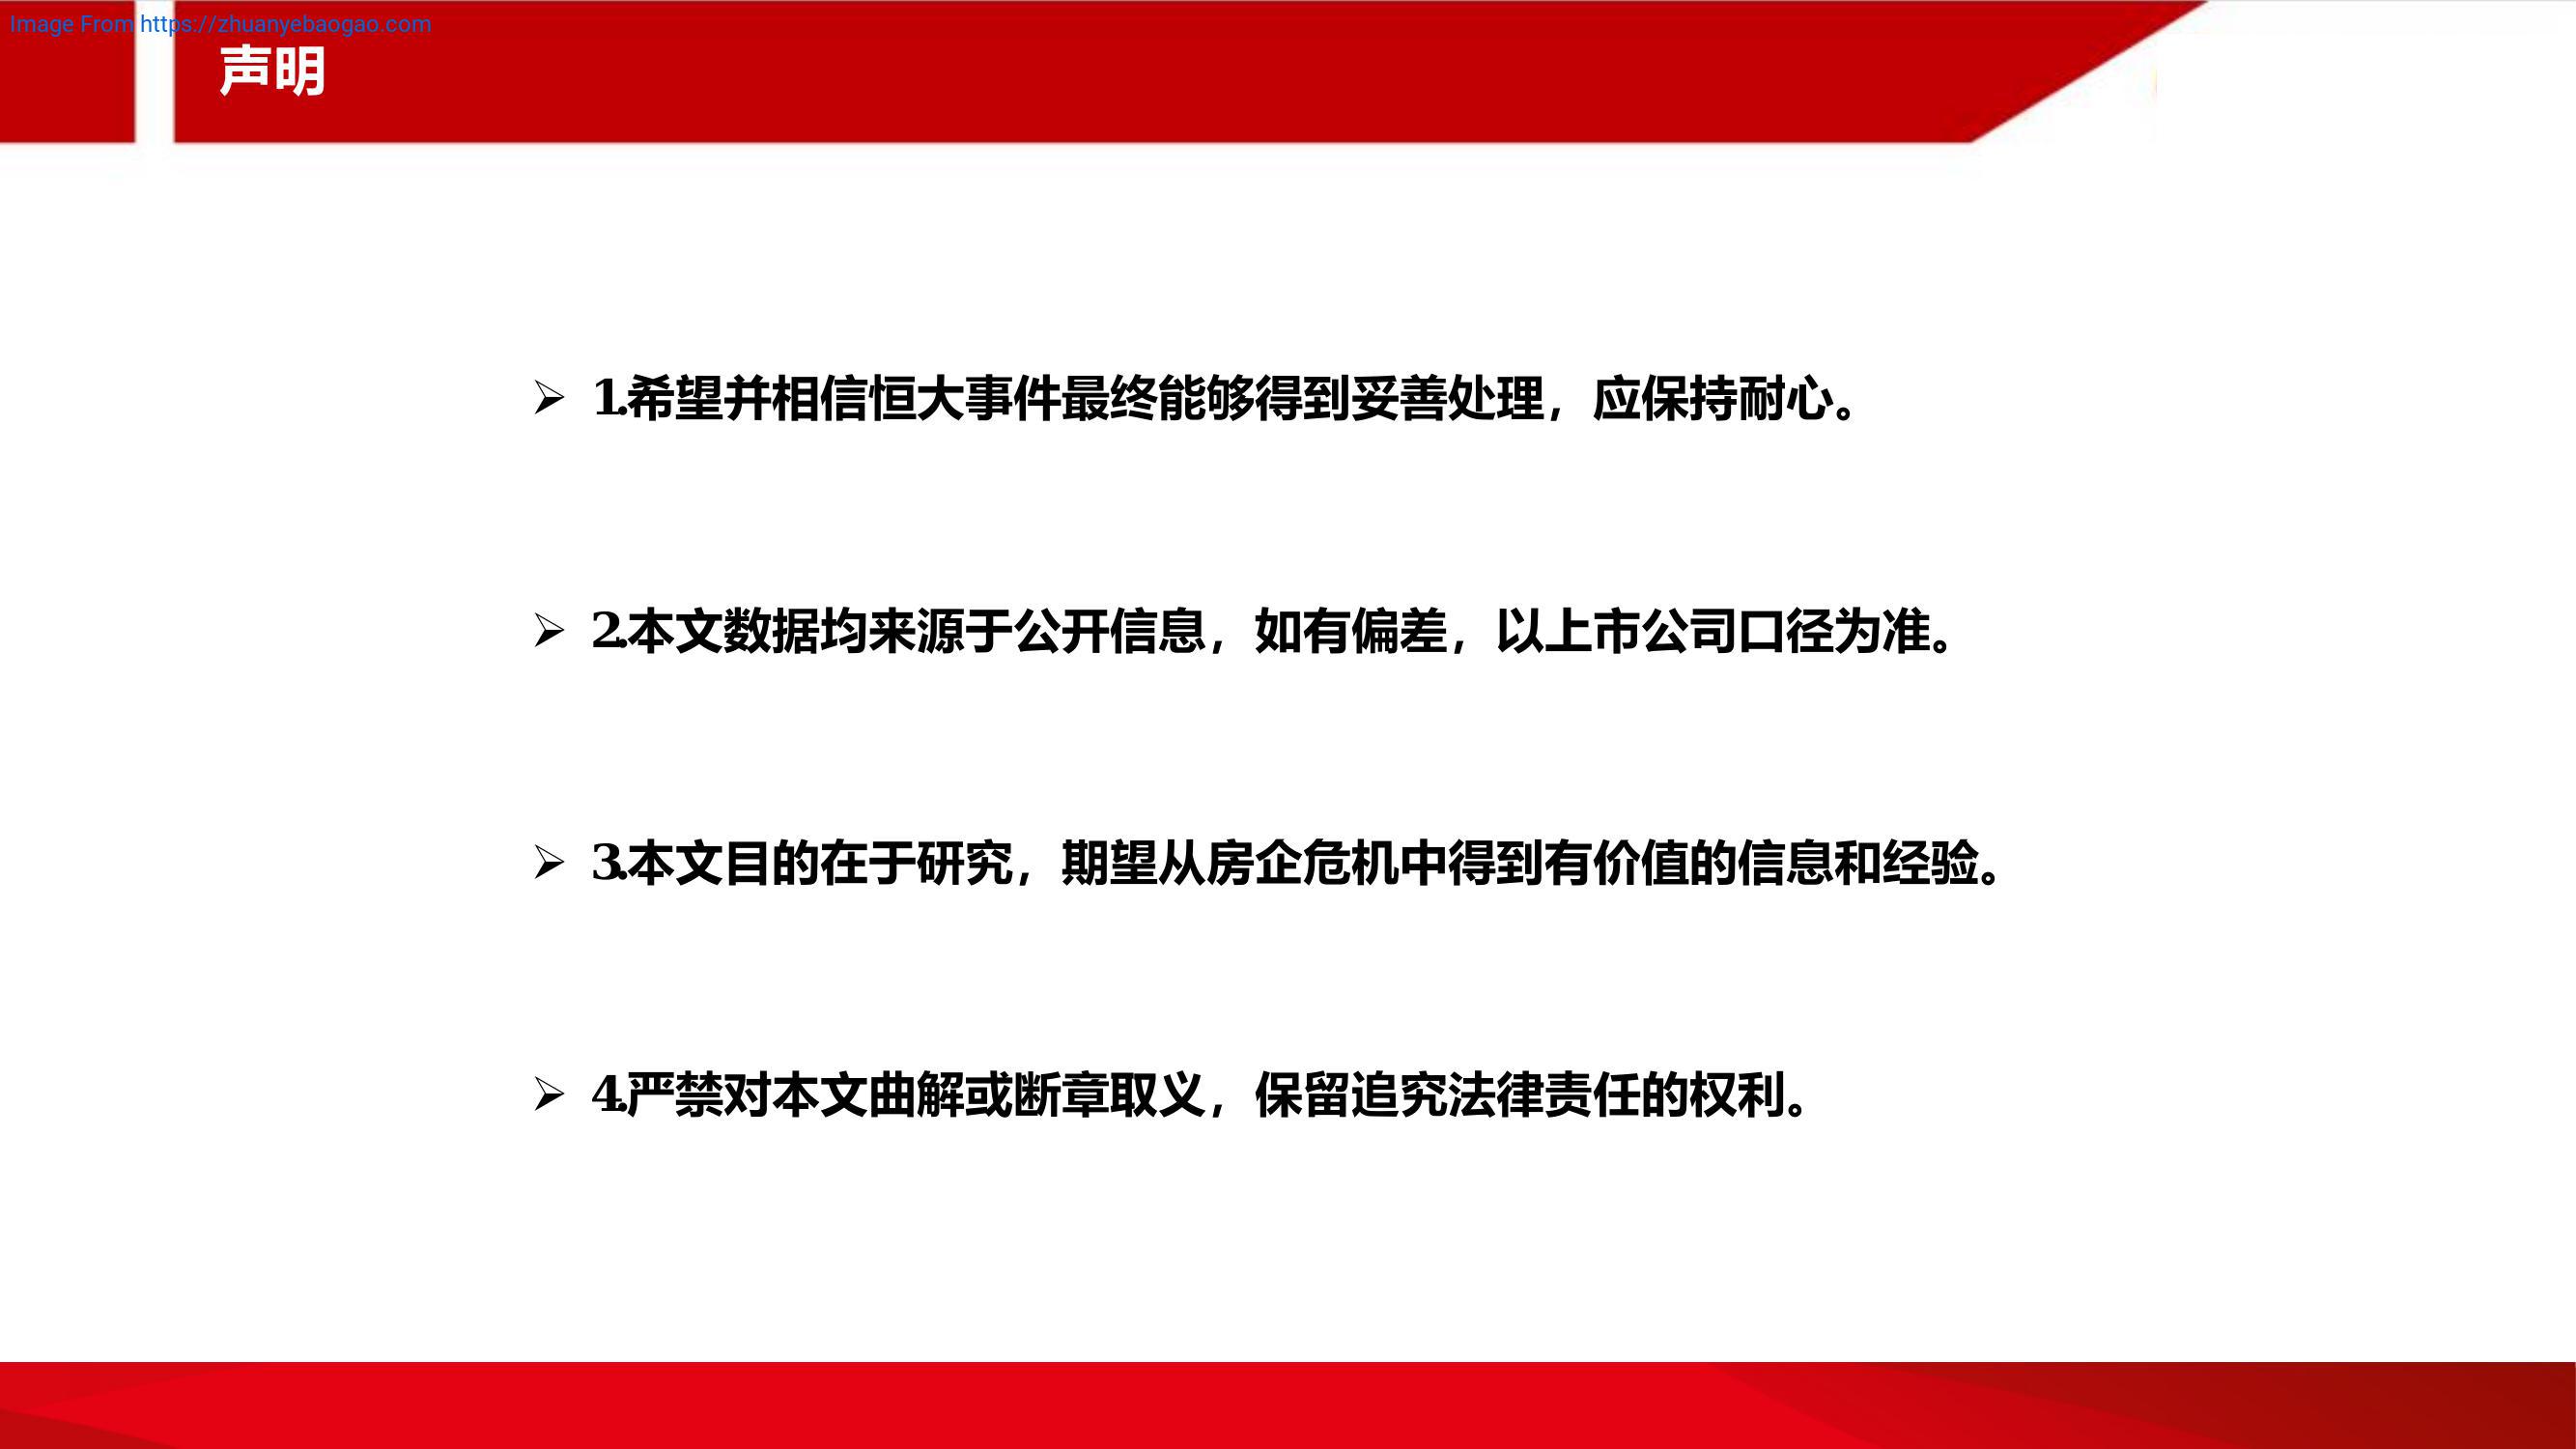 Image From https://zhuanyebaogao.com
声明
➢ 1.希望并相信恒大事件最终能够得到妥善处理，应保持耐心。
➢ 2.本文数据均来源于公开信息，如有偏差，以上市公司口径为准。
➢ 3.本文目的在于研究，期望从房企危机中得到有价值的信息和经验。
➢ 4.严禁对本文曲解或断章取义，保留追究法律责任的权利。